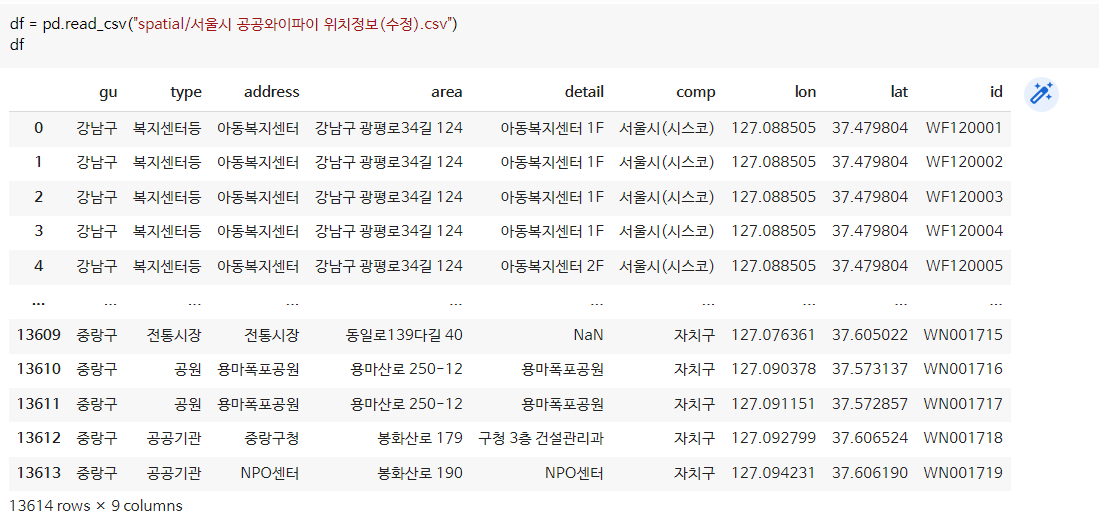 df = pd.read_csv("spatial/서울시 공공와이파이 위치정보(수정).csv")
df
gu type address area detail comp lon lat id
0 강남구 복지센터등 아동복지센터 강남구 광평로34길 124 아동복지센터 1F 서울시(시스코) 127.088505 37.479804 WF120001
1 강남구 복지센터등 아동복지센터 강남구 광평로34길 124 아동복지센터 1F 서울시(시스코) 127.088505 37.479804 WF120002
2 강남구 복지센터등 아동복지센터 강남구 광평로34길 124 아동복지센터 1F 서울시(시스코) 127.088505 37.479804 WF120003
3 강남구 복지센터등 아동복지센터 강남구 광평로34길 124 아동복지센터 1F 서울시(시스코) 127.088505 37.479804 WF120004
4 강남구 복지센터등 아동복지센터 강남구 광평로34길 124 아동복지센터 2F 서울시(시스코) 127.088505 37.479804 WF120005
... ... ... ... ... ... ... ... ... ...
13609 중랑구 전통시장 전통시장 동일로139다길 40 NaN 자치구 127.076361 37.605022 WN001715
13610 중랑구 공원 용마폭포공원 용마산로 250-12 용마폭포공원 자치구 127.090378 37.573137 WN001716
13611 중랑구 공원 용마폭포공원 용마산로 250-12 용마폭포공원 자치구 127.091151 37.572857 WN001717
13612 중랑구 공공기관 중랑구청 봉화산로 179 구청 3층 건설관리과 자치구 127.092799 37.606524 WN001718
13613 중랑구 공공기관 NPO센터 봉화산로 190 NPO센터 자치구 127.094231 37.606190 WN001719
13614 rows × 9 columns